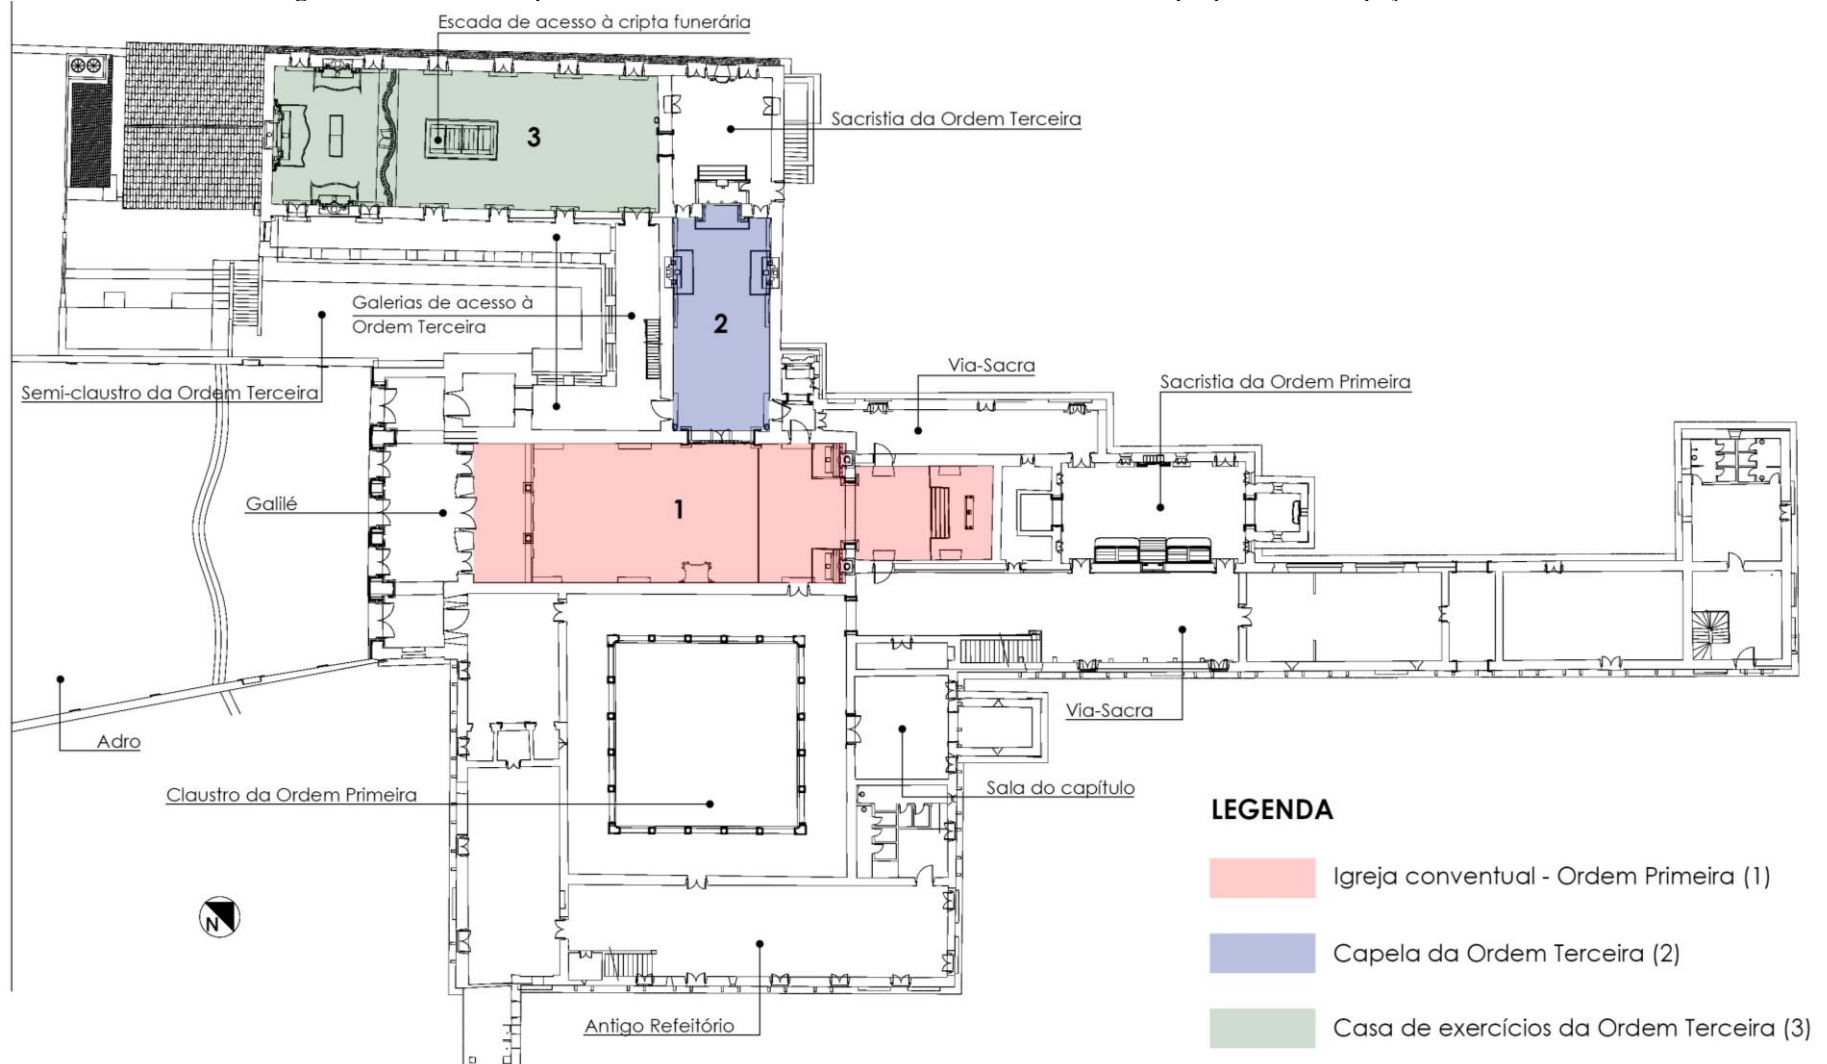 Escada de acesso à cripta funerária
3
Sacristia da Ordem Terceira
Galerias de acesso à
Ordem Terceira
2
Via-Sacra
Sacristia da Ordem Primeira
Semi-claustro da Ordem Terceira
Galilé
1
Via-Sacra
Adro
Claustro da Ordem Primeira
Sala do capítulo
LEGENDA
Igreja conventual - Ordem Primeira (1)
N
Capela da Ordem Terceira (2)
Antigo Refeitório
Casa de exercícios da Ordem Terceira (3)